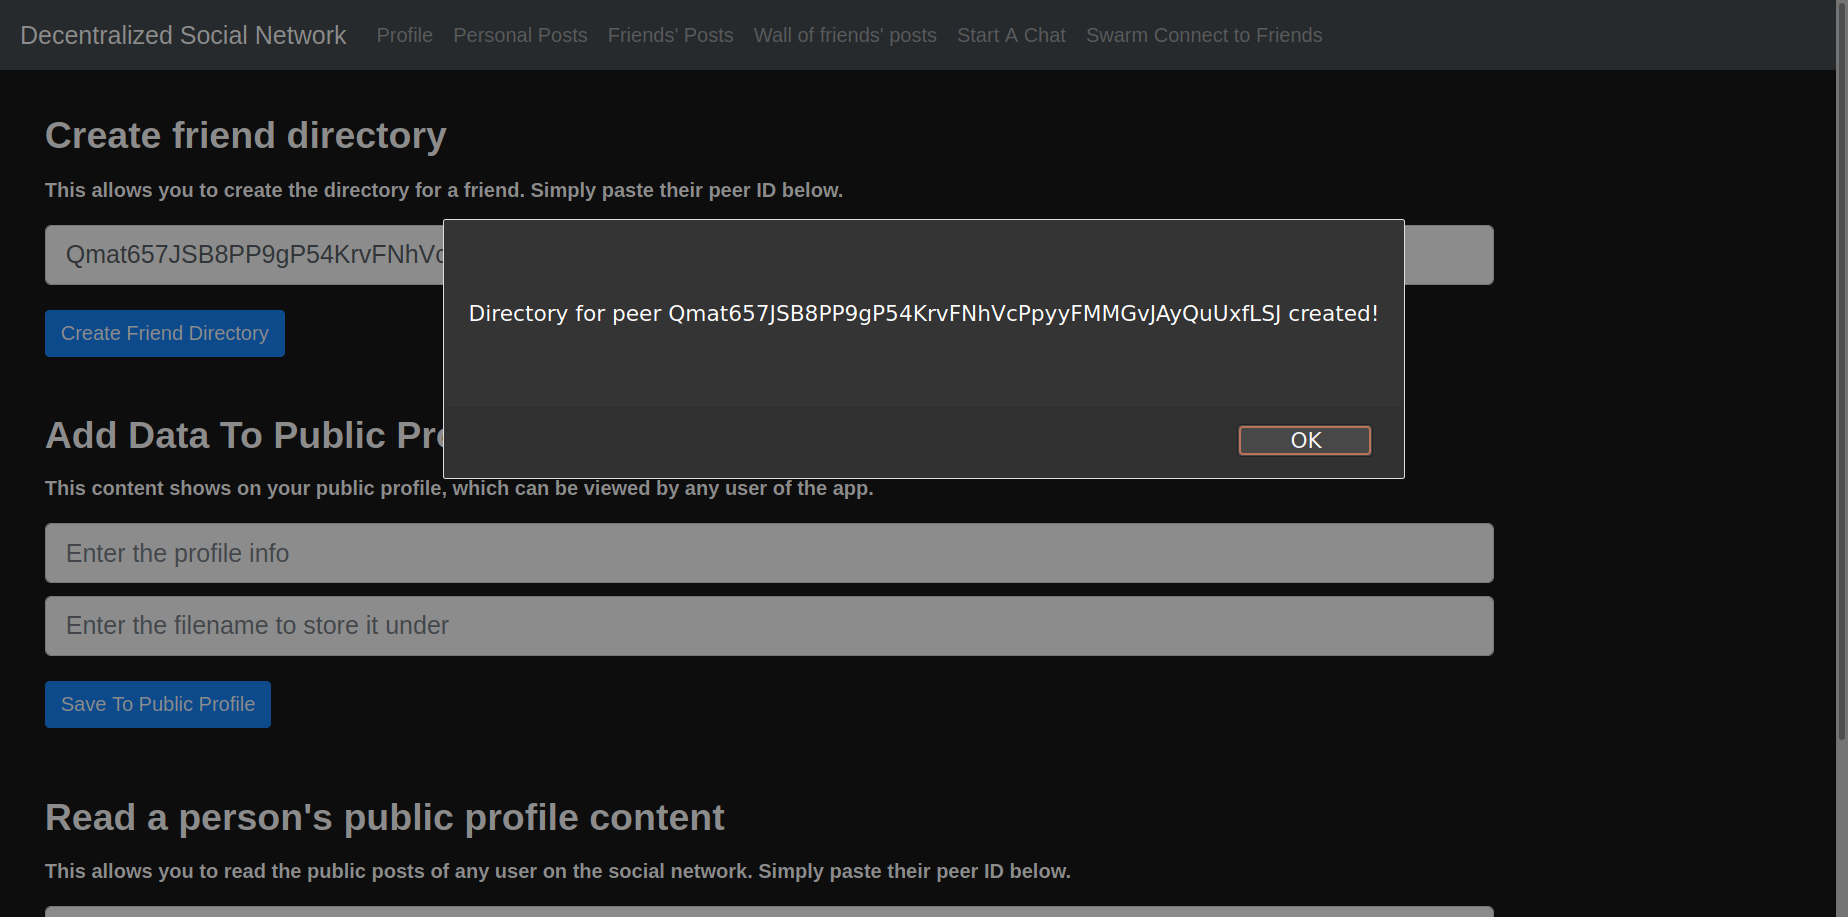 Decentralized Social Network Profile Personal Posts Friends' Posts Wall of friends' posts Start A Chat Swarm Connect to Friends
Create friend directory
This allows you to create the directory for a friend. Simply paste their peer ID below.
Qmat657JSB8PP9gP54KrvFNhVc
Create Friend Directory
Directory for peer Qmat657JSB8PP9gP54KrvFNhVcPpyyFMMGvJAyQuUxfLSJ created!
OK
Add Data To Public Pro
This content shows on your public profile, which can be viewed by any user of the app.
Enter the profile info
Enter the filename to store it under
Save To Public Profile
Read a person's public profile content
This allows you to read the public posts of any user on the social network. Simply paste their peer ID below.